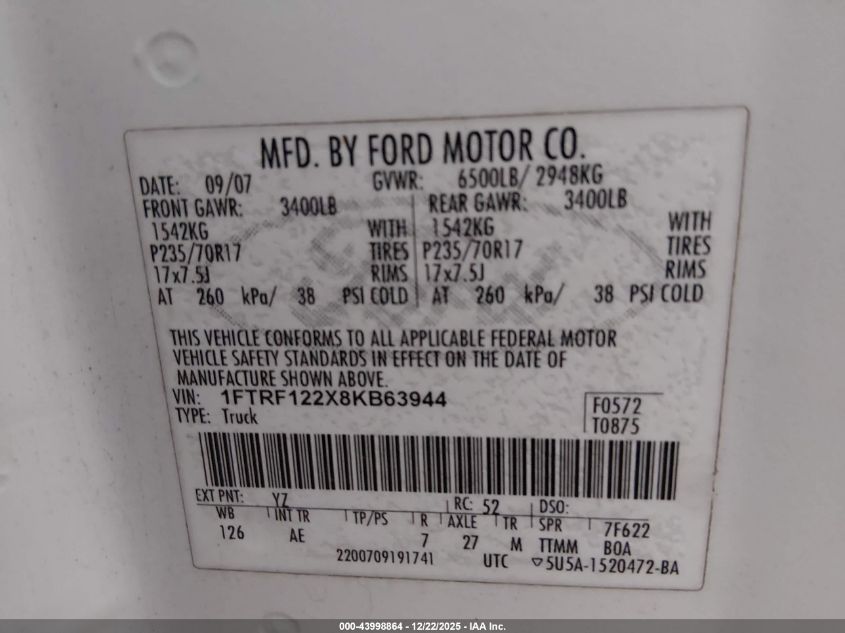 MFD. BY FORD MOTOR CO.
DATE: 09/07 GVWR: 6500LB/ 2948KG
FRONT GAWR: 3400LB REAR GAWR: 3400LB
1542KG WITH 1542KG WITH
P235/70R17 TIRES P235/70R17 TIRES
17x7.5J RIMS 17x7.5J RIMS
AT 260 kPa/ 38 PSI COLD AT 260 kPa/ 38 PSI COLD
THIS VEHICLE CONFORMS TO ALL APPLICABLE FEDERAL MOTOR
VEHICLE SAFETY STANDARDS IN EFFECT ON THE DATE OF
MANUFACTURE SHOWN ABOVE.
VIN: 1FTRF122X8KB63944 F0572
TYPE: Truck T0875
EXT PNT: YZ RC: 52 DSO:
WB INT TR TP/PS R AXLE TR SPR 7F622
126 AE 7 27 M TTMM BOA
2200709191741 UTC ▽5U5A-1520472-BA
000-43998864 - 12/22/2025 - IAA Inc.